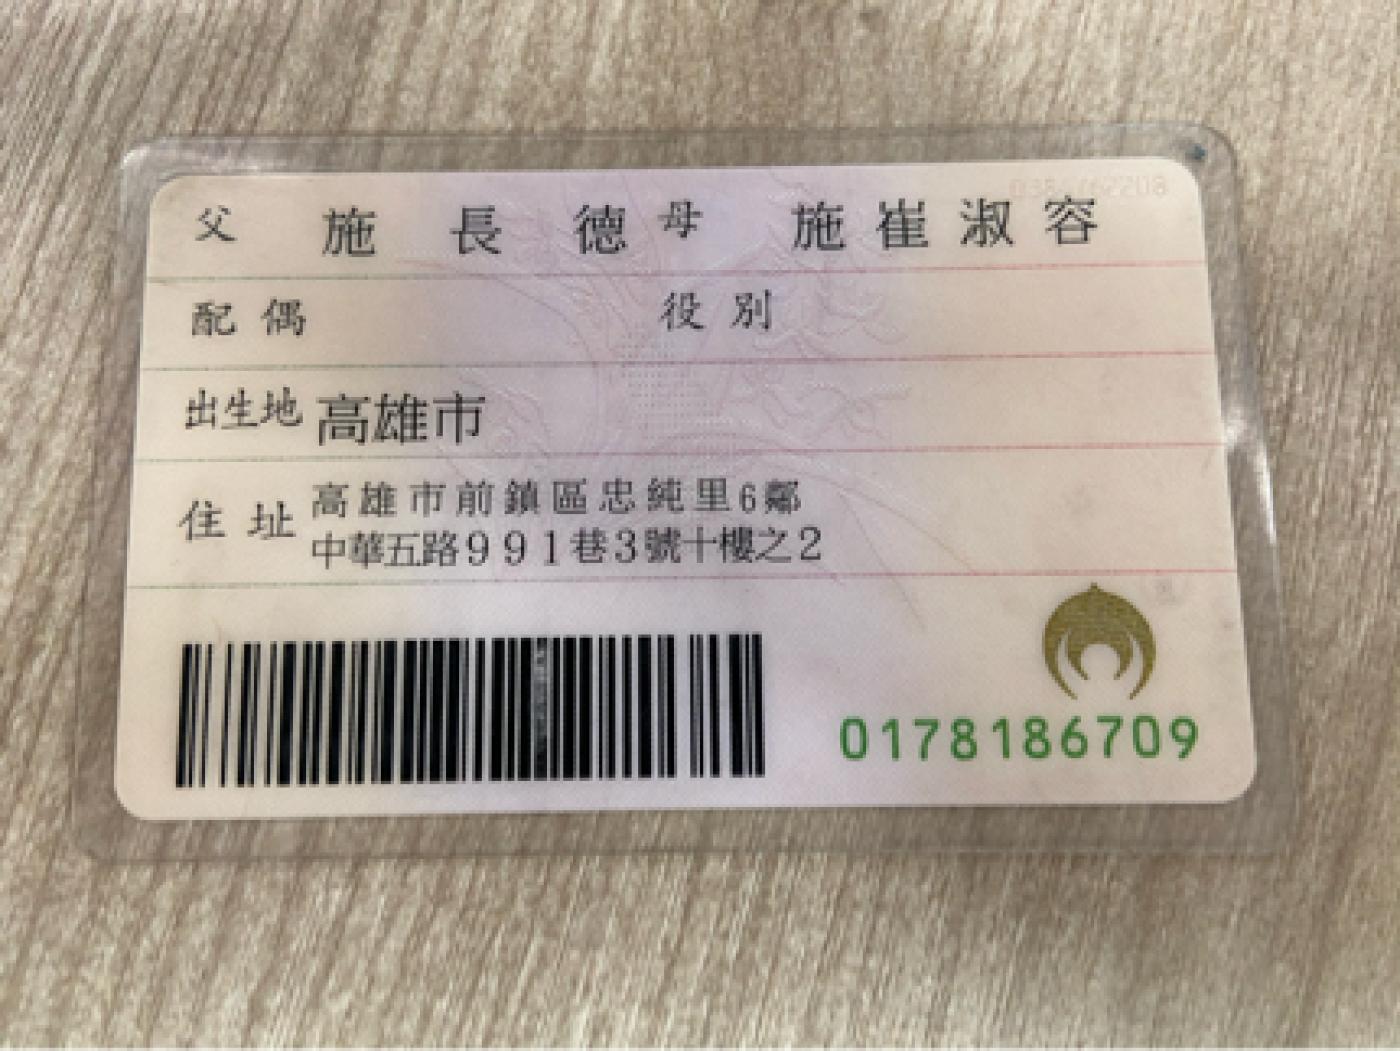 父 施長德 母 施崔淑容
配偶 役別
出生地 高雄市
住址 高雄市前鎮區忠純里6鄰
中華五路991巷3號十樓之2
0178186709